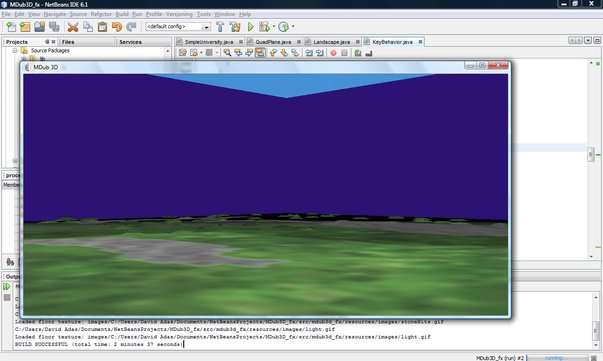 MDub3D_fx - NetBeans IDE 6.1
File Edit View Navigate Source Refactor Build Run Profile Versioning Tools Window Help
<default config>
Projects Files Services
SimpleUniversity.java QuadPlane.java Landscape.java KeyBehavior.java
Source Packages
lib
MDub 3D
proce
Membe
Outpu
Loaded floor texture: images/C:/Users/David Adas/Documents/NetBeansProjects/MDub3D_fx/src/mdub3d_fx/resources/images/stonebits.gif
C:/Users/David Adas/Documents/NetBeansProjects/MDub3D_fx/src/mdub3d_fx/resources/images/light.gif
Loaded floor texture: images/C:/Users/David Adas/Documents/NetBeansProjects/MDub3D_fx/src/mdub3d_fx/resources/images/light.gif
BUILD SUCCESSFUL (total time: 2 minutes 37 seconds)
MDub3D_fx (run) #2 running...